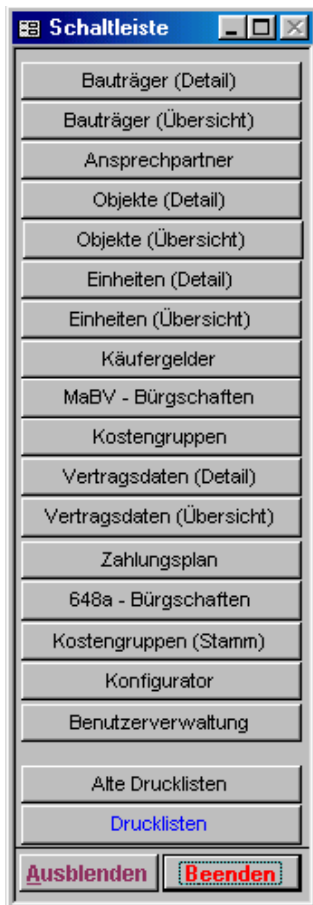 Schaltleiste
Bauträger (Detail)
Bauträger (Übersicht)
Ansprechpartner
Objekte (Detail)
Objekte (Übersicht)
Einheiten (Detail)
Einheiten (Übersicht)
Käufergelder
MaBV - Bürgschaften
Kostengruppen
Vertragsdaten (Detail)
Vertragsdaten (Übersicht)
Zahlungsplan
648a - Bürgschaften
Kostengruppen (Stamm)
Konfigurator
Benutzerverwaltung
Alte Drucklisten
Drucklisten
Ausblenden Beenden